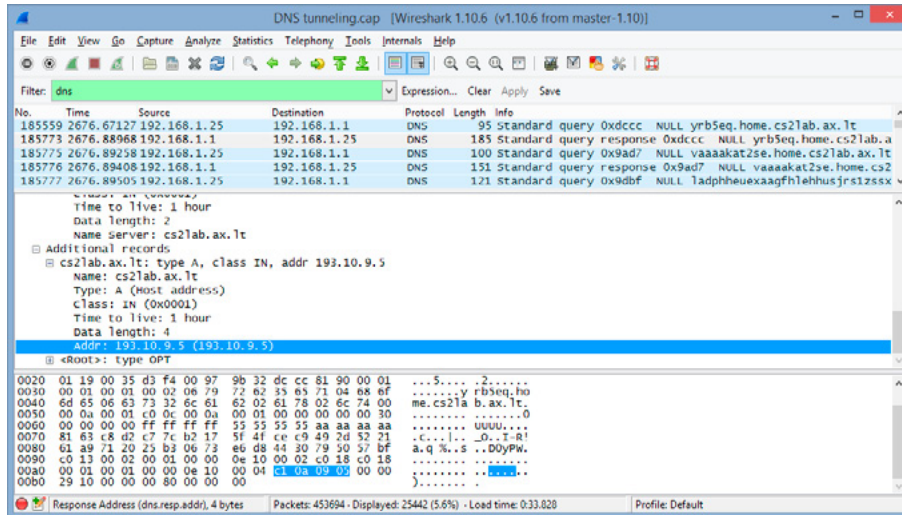 DNS tunneling.cap [Wireshark 1.10.6 (v1.10.6 from master-1.10)]
File Edit View Go Capture Analyze Statistics Telephony Tools Internals Help
Filter: dns Expression... Clear Apply Save
No. Time Source Destination Protocol Length Info
185559 2676.67127 192.168.1.25 192.168.1.1 DNS 95 Standard query 0xdccc NULL yrb5eq.home.cs2lab.ax.lt
185773 2676.88968 192.168.1.1 192.168.1.25 DNS 185 Standard query response 0xdccc NULL yrb5eq.home.cs2lab.a
185775 2676.89258 192.168.1.25 192.168.1.1 DNS 100 Standard query 0x9ad7 NULL vaaaakat2se.home.cs2lab.ax.lt
185776 2676.89408 192.168.1.1 192.168.1.25 DNS 151 Standard query response 0x9ad7 NULL vaaaakat2se.home.cs2
185777 2676.89505 192.168.1.25 192.168.1.1 DNS 121 Standard query 0x9dbf NULL ladphheuexaagfhlehhusjrs1zssx
Class: IN (0x0001)
Time to live: 1 hour
Data length: 2
Name Server: cs2lab.ax.lt
Additional records
cs2lab.ax.lt: type A, class IN, addr 193.10.9.5
Name: cs2lab.ax.lt
Type: A (Host address)
Class: IN (0x0001)
Time to live: 1 hour
Data length: 4
Addr: 193.10.9.5 (193.10.9.5)
<Root>: type OPT
0020 01 19 00 35 d3 f4 00 97 9b 32 dc cc 81 90 00 01 ...5.... .2......
0030 00 01 00 01 00 02 06 79 72 62 35 65 71 04 68 6f .......y rb5eq.ho
0040 6d 65 06 63 73 32 6c 61 62 02 61 78 02 6c 74 00 me.cs2la b.ax.lt.
0050 00 0a 00 01 c0 0c 00 0a 00 01 00 00 00 00 00 30 ........ .......0
0060 00 00 00 00 ff ff ff ff 55 55 55 55 aa aa aa aa ........ UUUU....
0070 81 63 c8 d2 c7 7c b2 17 5f 4f ce c9 49 2d 52 21 .c...|.. _O..I-R!
0080 61 a9 71 20 25 b3 06 73 e6 d8 44 30 79 50 57 bf a.q %..s ..D0yPW.
0090 c0 13 00 02 00 01 00 00 0e 10 00 02 c0 18 c0 18 ........ ........
00a0 00 01 00 01 00 00 0e 10 00 04 c1 0a 09 05 00 00 ........ ........
00b0 29 10 00 00 00 80 00 00 00 )....... .
Response Address (dns.resp.addr), 4 bytes Packets: 453694 · Displayed: 25442 (5.6%) · Load time: 0:33.828 Profile: Default